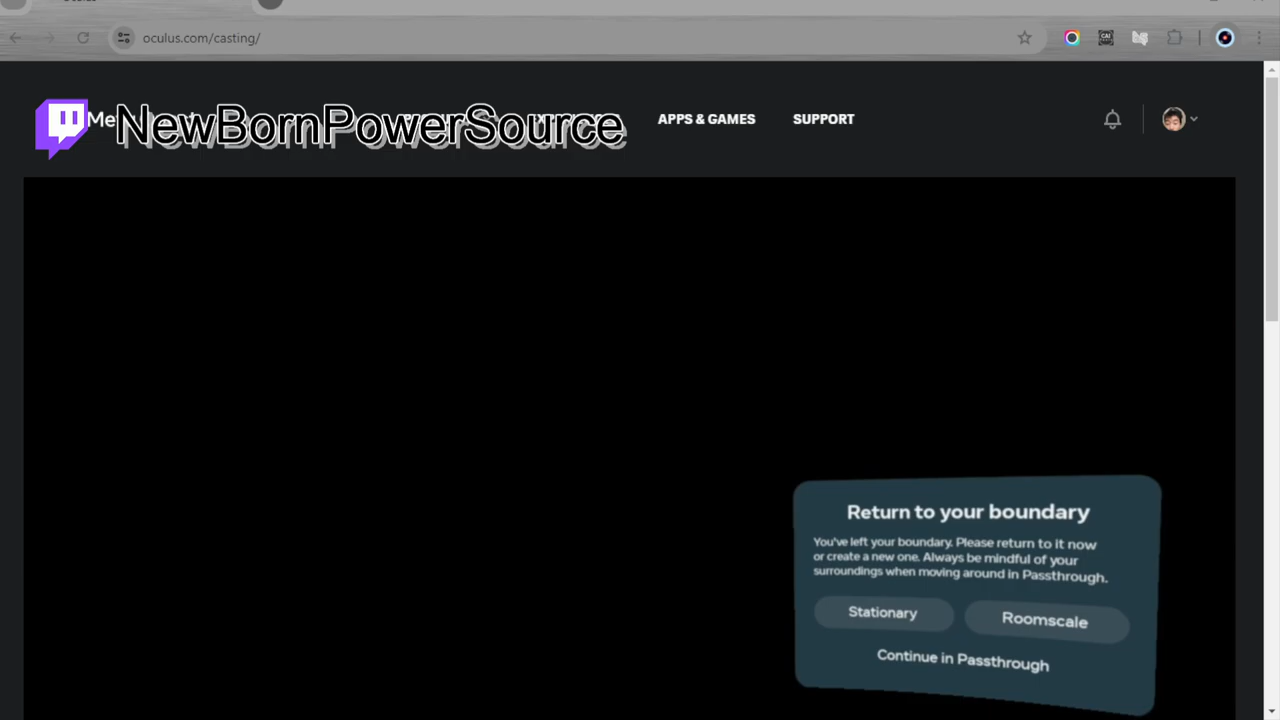 oculus.com/casting/
NewBornPowerSource
APPS & GAMES
SUPPORT
Return to your boundary
You've left your boundary. Please return to it now
or create a new one. Always be mindful of your
surroundings when moving around in Passthrough.
Stationary
Roomscale
Continue in Passthrough